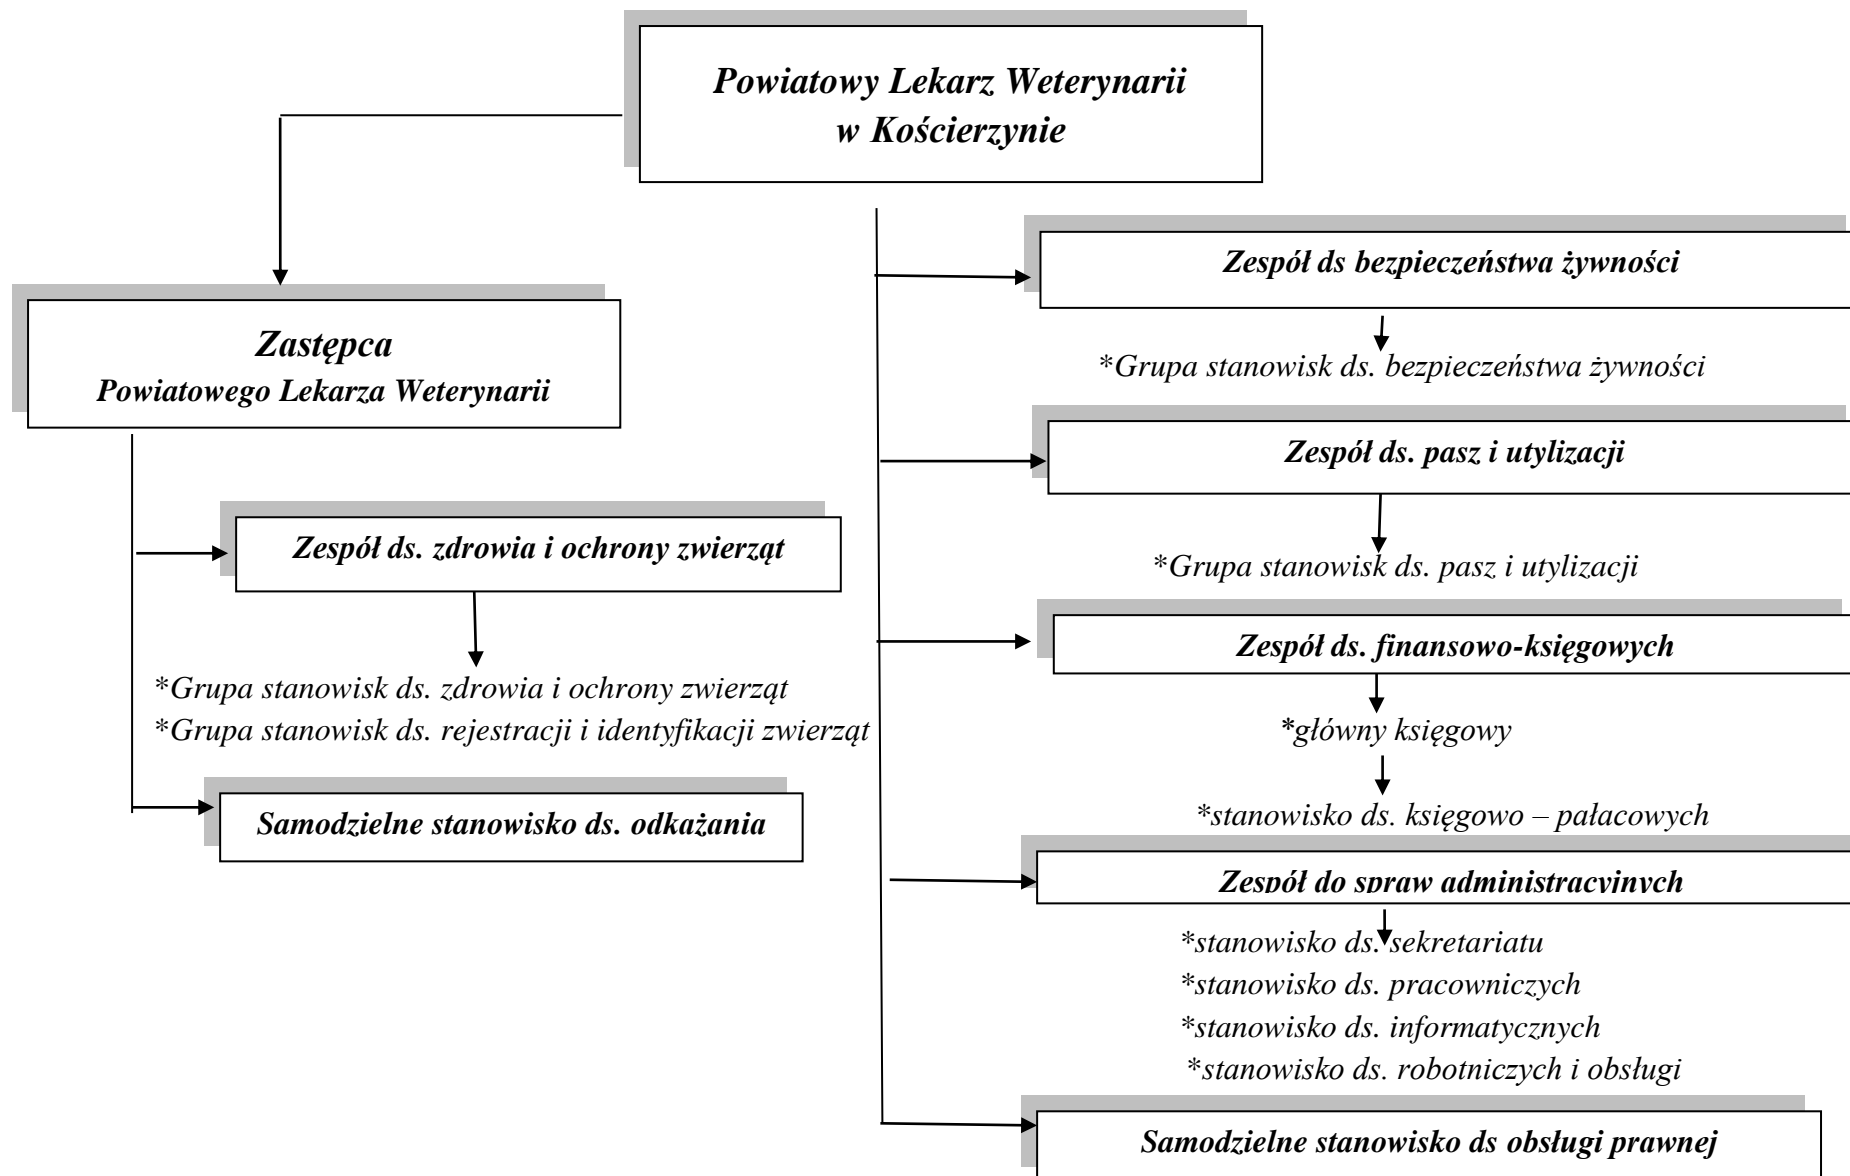 Powiatowy Lekarz Weterynarii
w Kościerzynie
Zastępca
Powiatowego Lekarza Weterynarii
Zespół ds. zdrowia i ochrony zwierząt
*Grupa stanowisk ds. zdrowia i ochrony zwierząt
*Grupa stanowisk ds. rejestracji i identyfikacji zwierząt
Samodzielne stanowisko ds. odkażania
Zespół ds bezpieczeństwa żywności
*Grupa stanowisk ds. bezpieczeństwa żywności
Zespół ds. pasz i utylizacji
*Grupa stanowisk ds. pasz i utylizacji
Zespół ds. finansowo-księgowych
*główny księgowy
*stanowisko ds. księgowo – pałacowych
Zespół do spraw administracyjnych
*stanowisko ds. sekretariatu
*stanowisko ds. pracowniczych
*stanowisko ds. informatycznych
*stanowisko ds. robotniczych i obsługi
Samodzielne stanowisko ds obsługi prawnej